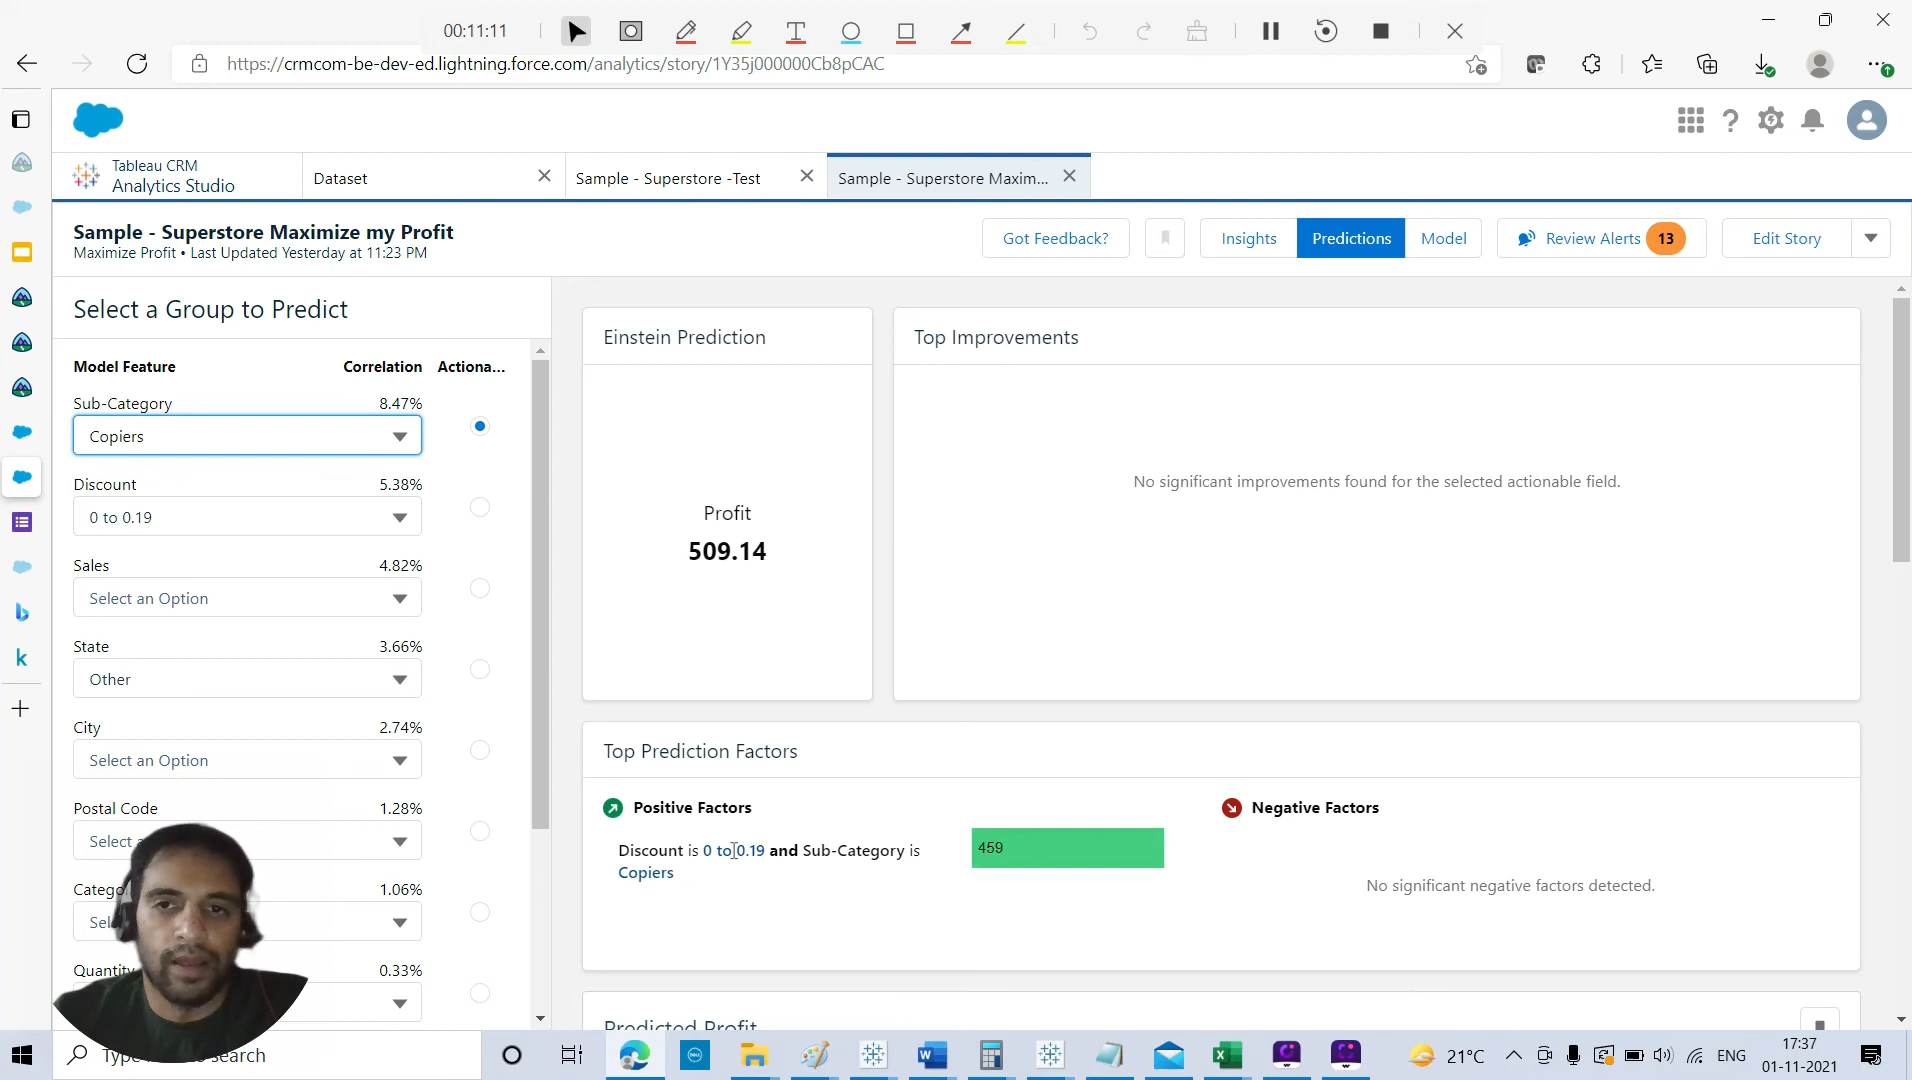 00:11:11
https://crmcom-be-dev-ed.lightning.force.com/analytics/story/1Y35j000000Cb8pCAC
Tableau CRM
Analytics Studio
Dataset
Sample - Superstore -Test
Sample - Superstore Maxim...
Sample - Superstore Maximize my Profit
Maximize Profit • Last Updated Yesterday at 11:23 PM
Got Feedback?
Insights
Predictions
Model
Review Alerts 13
Edit Story
Select a Group to Predict
Model Feature Correlation Actiona...
Sub-Category 8.47%
Copiers
Discount 5.38%
0 to 0.19
Sales 4.82%
Select an Option
State 3.66%
Other
City 2.74%
Select an Option
Postal Code 1.28%
Select
1.06%
Quantity 0.33%
Einstein Prediction
Profit
509.14
Top Improvements
No significant improvements found for the selected actionable field.
Top Prediction Factors
Positive Factors
Discount is 0 to 0.19 and Sub-Category is
Copiers
459
Negative Factors
No significant negative factors detected.
Predicted Profit
search
21°C
ENG
17:37
01-11-2021